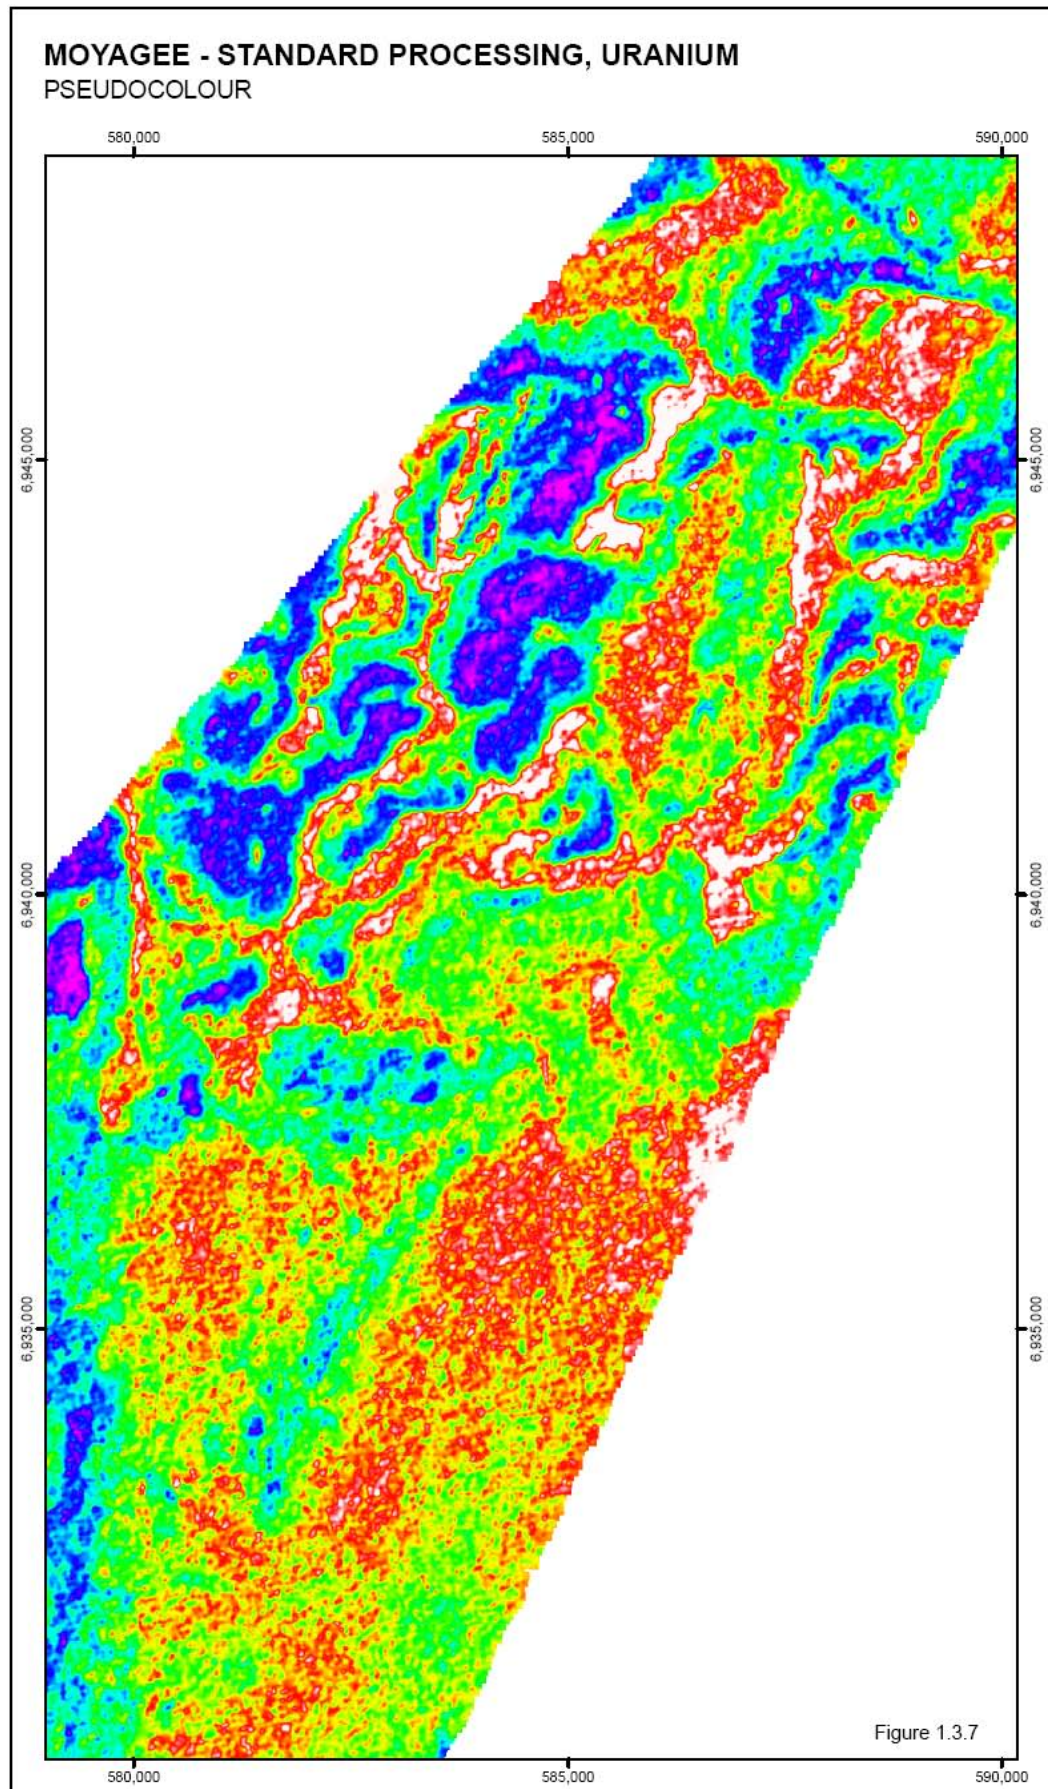 MOYAGEE - STANDARD PROCESSING, URANIUM
PSEUDOCOLOUR
580,000 585,000 590,000
6,945,000 6,945,000
6,940,000 6,940,000
6,935,000 6,935,000
Figure 1.3.7
580,000 585,000 590,000